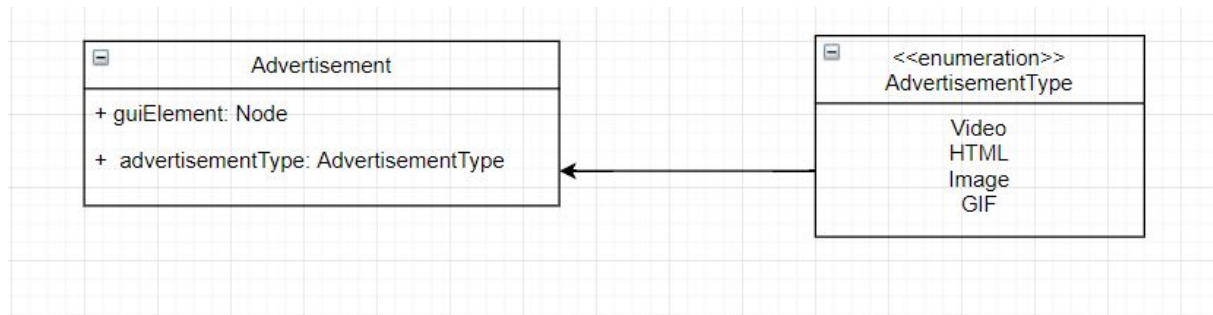 Advertisement
+ guiElement: Node
+ advertisementType: AdvertisementType
<<enumeration>>
AdvertisementType
Video
HTML
Image
GIF